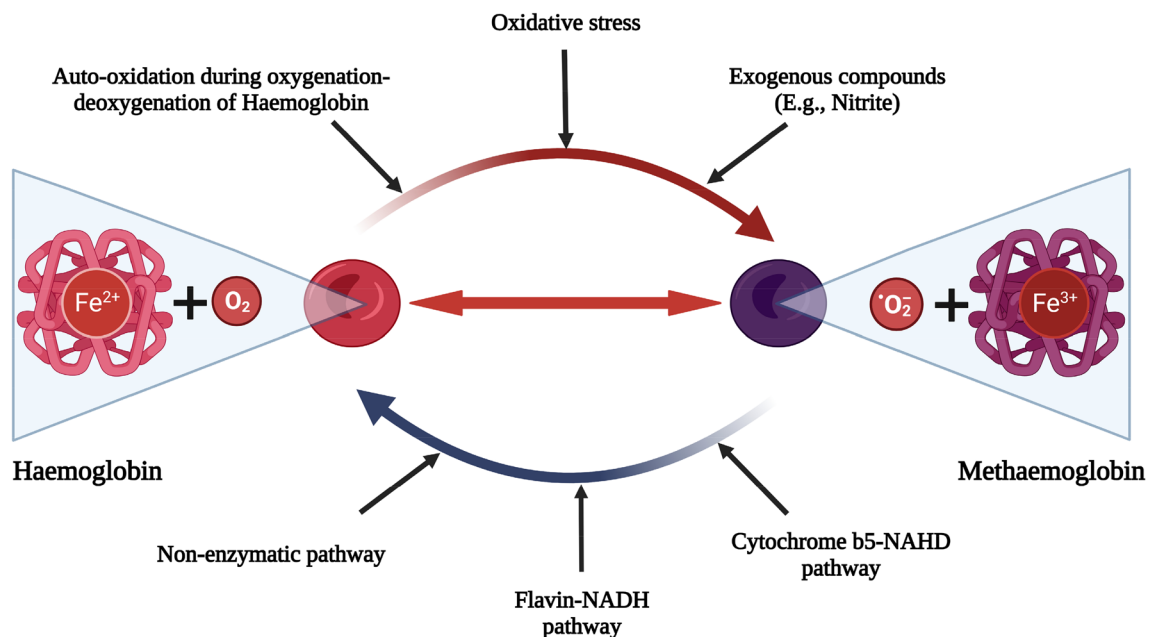 Oxidative stress
Auto-oxidation during oxygenation-
deoxygenation of Haemoglobin
Exogenous compounds
(E.g., Nitrite)
Fe²⁺
+
O₂
•O₂⁻
+
Fe³⁺
Haemoglobin
Methaemoglobin
Non-enzymatic pathway
Flavin-NADH
pathway
Cytochrome b5-NAHD
pathway